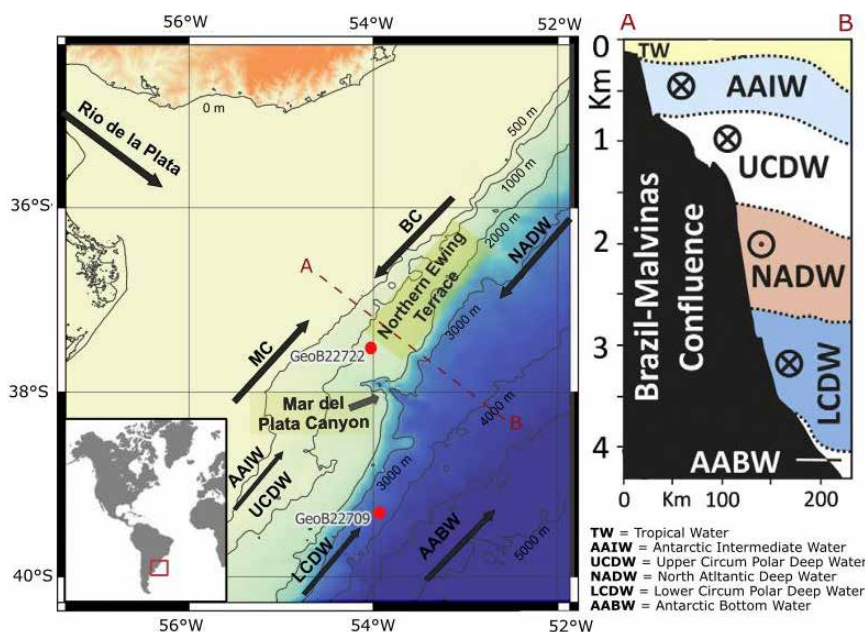 56°W
54°W
52°W
Rio de la Plata
0 m
500 m
1000 m
2000 m
3000 m
36°S
BC
NADW
A
Northern Ewing
Terrace
MC
GeoB22722
38°S
Mar del
Plata Canyon
B
4000 m
AAIW
UCDW
3000 m
GeoB22709
LCDW
AABW
5000 m
40°S
56°W
54°W
52°W
A
B
0
Km
1
2
3
4
TW
AAIW
UCDW
NADW
LCDW
AABW
Brazil-Malvinas
Confluence
0
Km
100
200
TW = Tropical Water
AAIW = Antarctic Intermediate Water
UCDW = Upper Circum Polar Deep Water
NADW = North Altlantic Deep Water
LCDW = Lower Circum Polar Deep Water
AABW = Antarctic Bottom Water